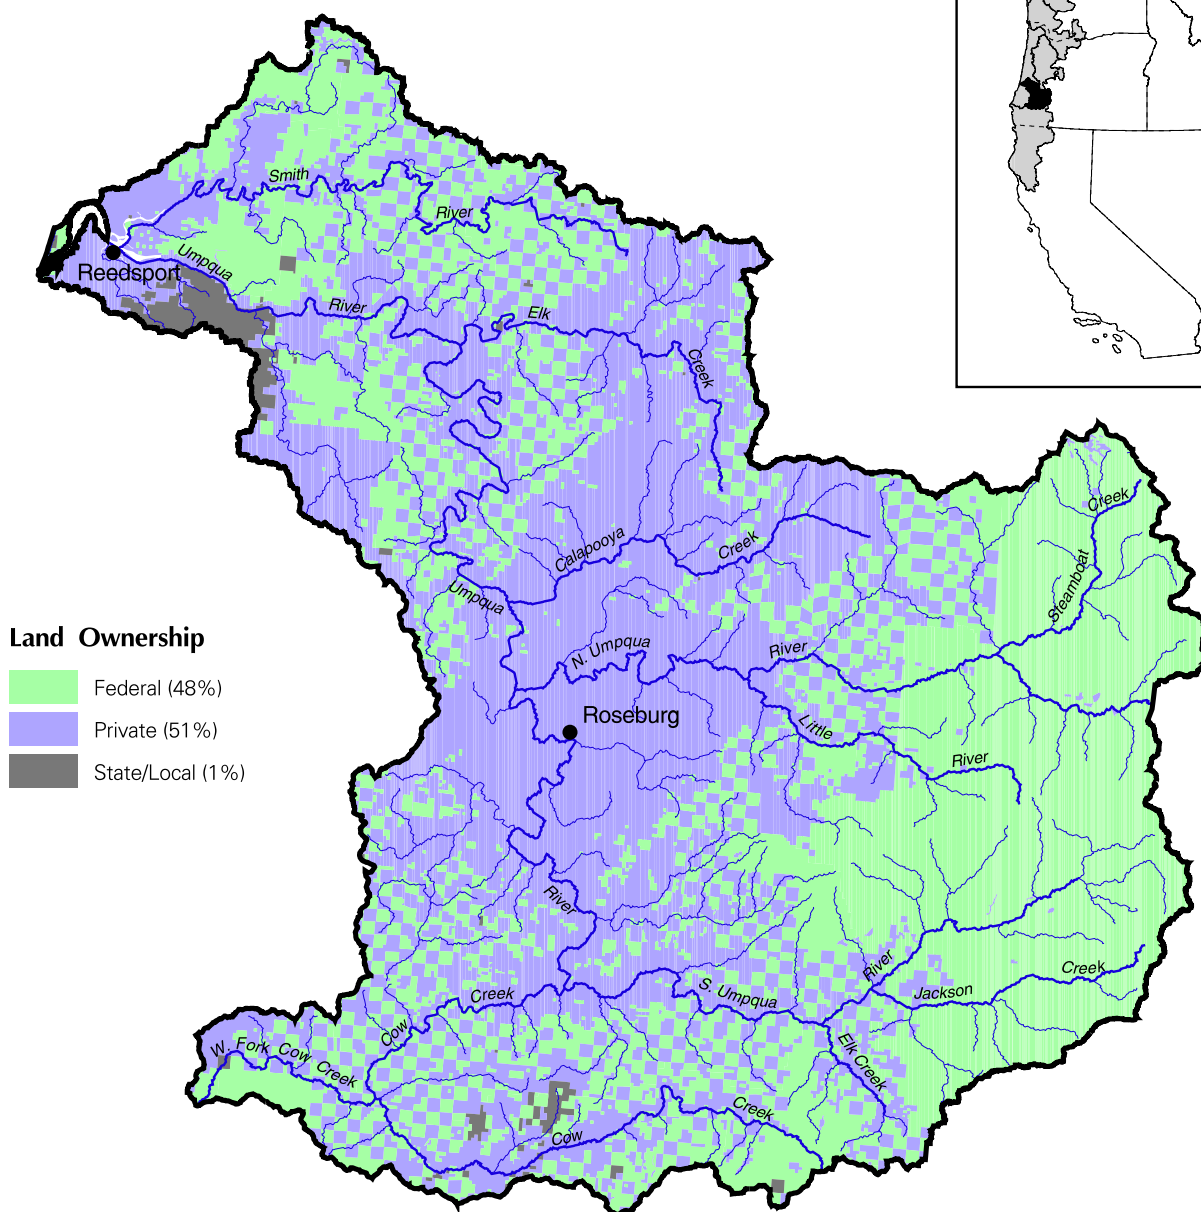 Smith
River
Umpqua
Reedsport
River
Elk
Creek
Creek
Calapooya
Creek
Steamboat
Umpqua
Land Ownership
N. Umpqua
River
Federal (48%)
Roseburg
Private (51%)
Little
River
State/Local (1%)
River
River
Creek
S. Umpqua
Jackson
Creek
Cow
W. Fork Cow Creek
Elk Creek
Creek
Cow